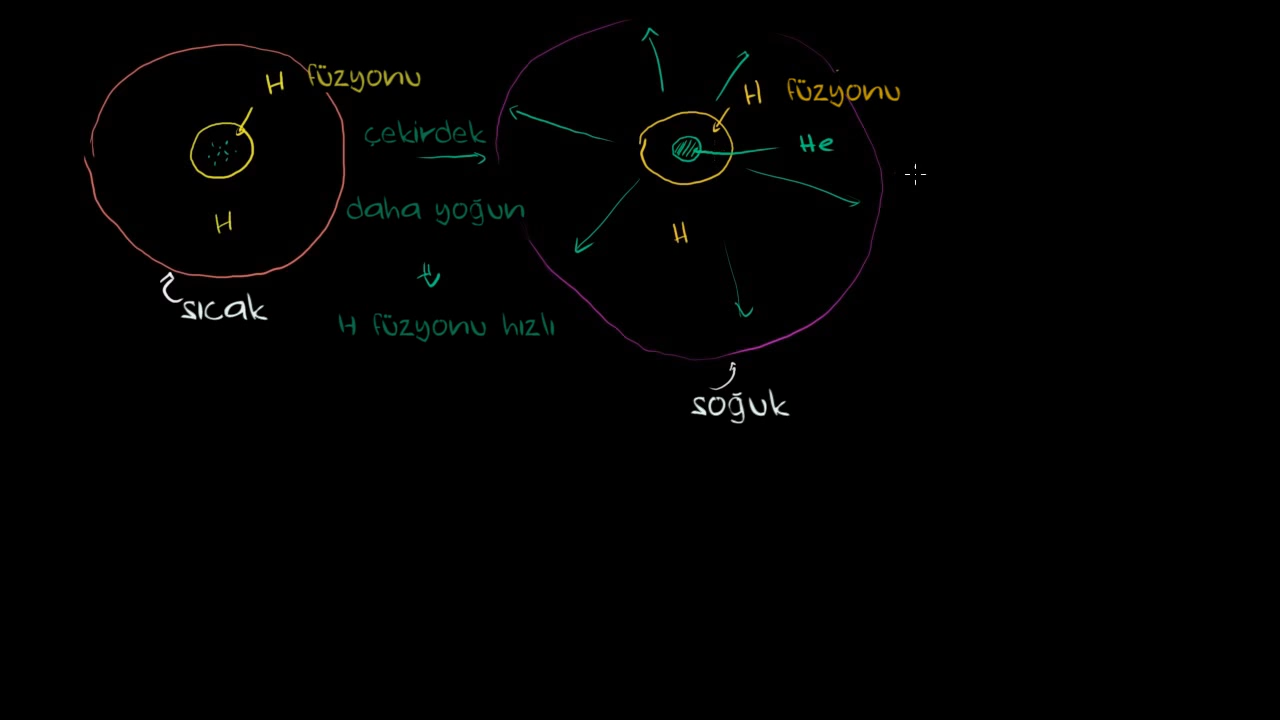 H füzyonu
H
sıcak
çekirdek
daha yoğun
H füzyonu hızlı
H füzyonu
He
H
soğuk